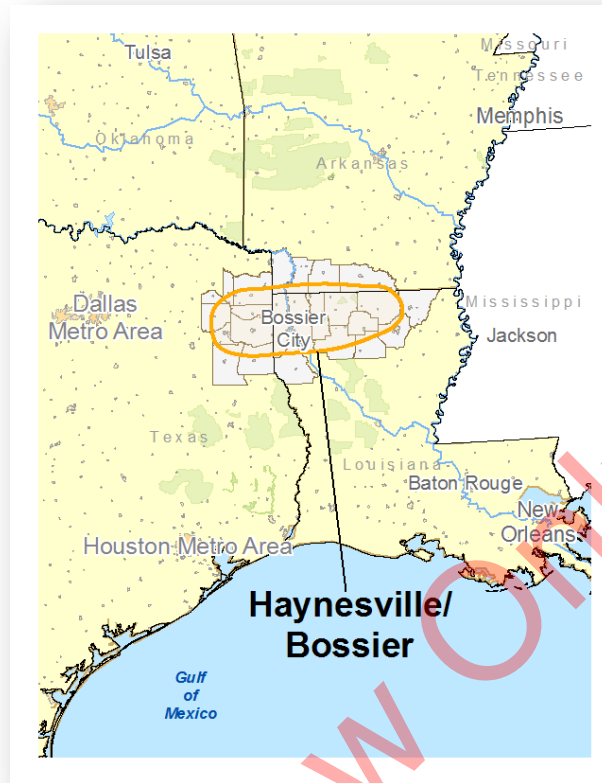 Missouri
Tulsa
Tennessee
Memphis
Oklahoma
Arkansas
Dallas
Metro Area
Mississippi
Bossier
City
Jackson
Texas
Louisiana
Baton Rouge
New
Orleans
Houston Metro Area
Haynesville/
Bossier
Gulf
of
Mexico
w Only